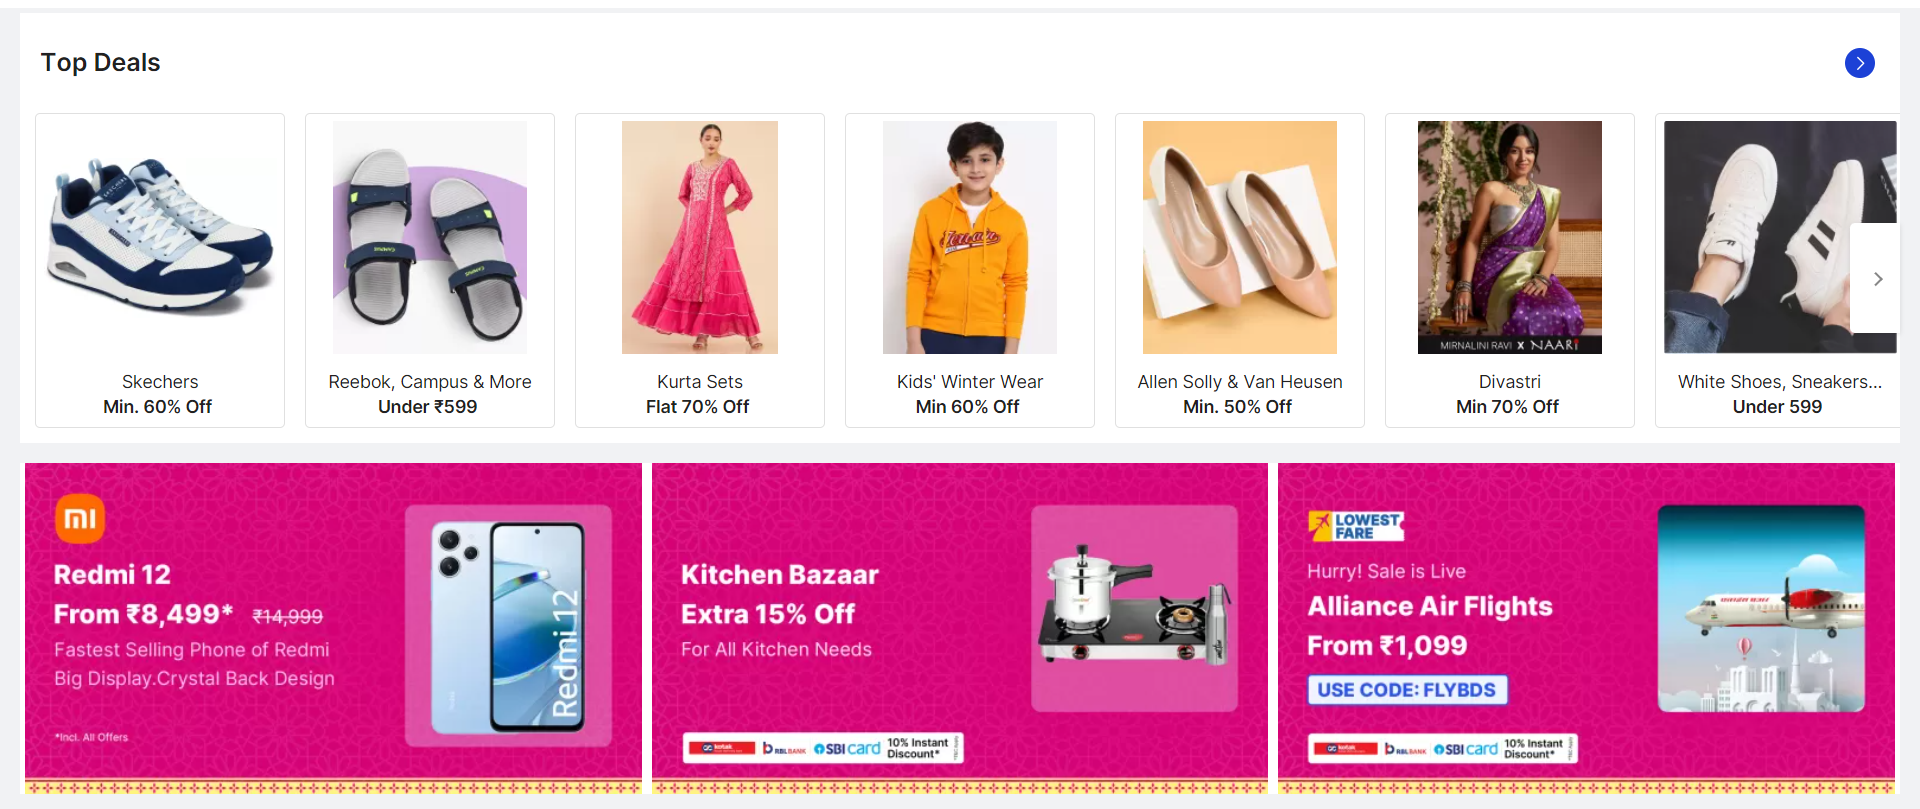 Top Deals
Skechers
Min. 60% Off
Reebok, Campus & More
Under ₹599
Kurta Sets
Flat 70% Off
Kids' Winter Wear
Min 60% Off
Allen Solly & Van Heusen
Min. 50% Off
MIRNALINI RAVI X NAARI
Divastri
Min 70% Off
White Shoes, Sneakers...
Under 599
mi
Redmi 12
From ₹8,499* ₹14,999
Fastest Selling Phone of Redmi
Big Display.Crystal Back Design
*Incl. All Offers
Redmi 12
Kitchen Bazaar
Extra 15% Off
For All Kitchen Needs
kotak RBLBANK SBI card 10% Instant
Discount*
LOWEST
FARE
Hurry! Sale is Live
Alliance Air Flights
From ₹1,099
USE CODE: FLYBDS
kotak RBLBANK SBI card 10% Instant
Discount*